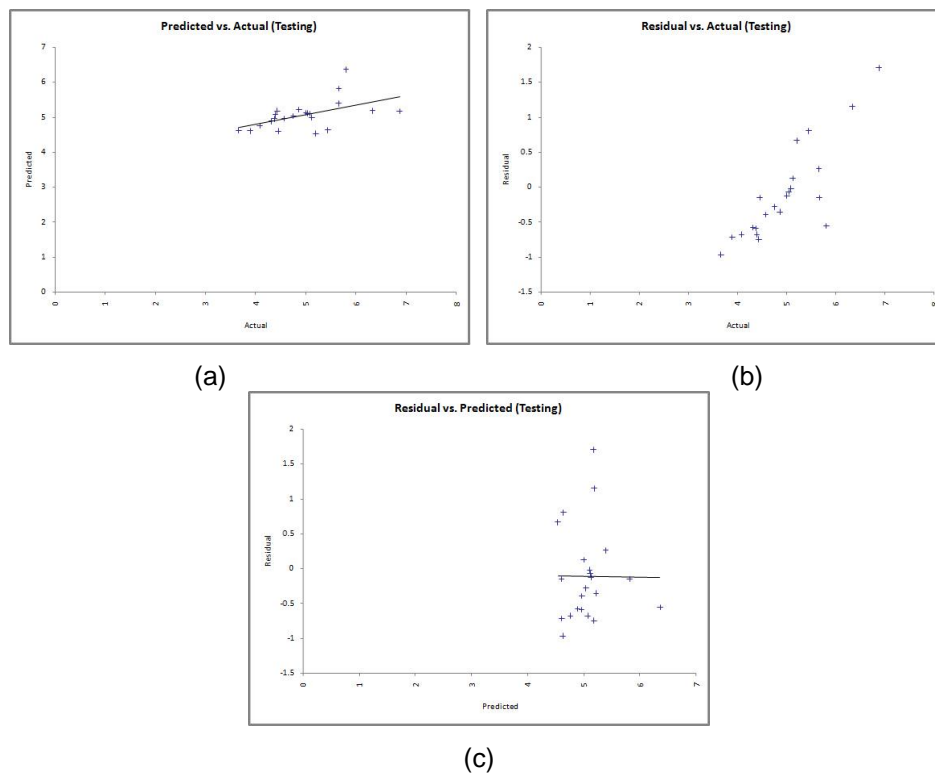 Predicted vs. Actual (Testing)
7
6
5
4
3
2
1
0
Predicted
0 1 2 3 4 5 6 7 8
Actual
(a)
Residual vs. Actual (Testing)
2
1.5
1
0.5
0
-0.5
-1
-1.5
Residual
0 1 2 3 4 5 6 7 8
Actual
(b)
Residual vs. Predicted (Testing)
2
1.5
1
0.5
0
-0.5
-1
-1.5
Residual
0 1 2 3 4 5 6 7
Predicted
(c)